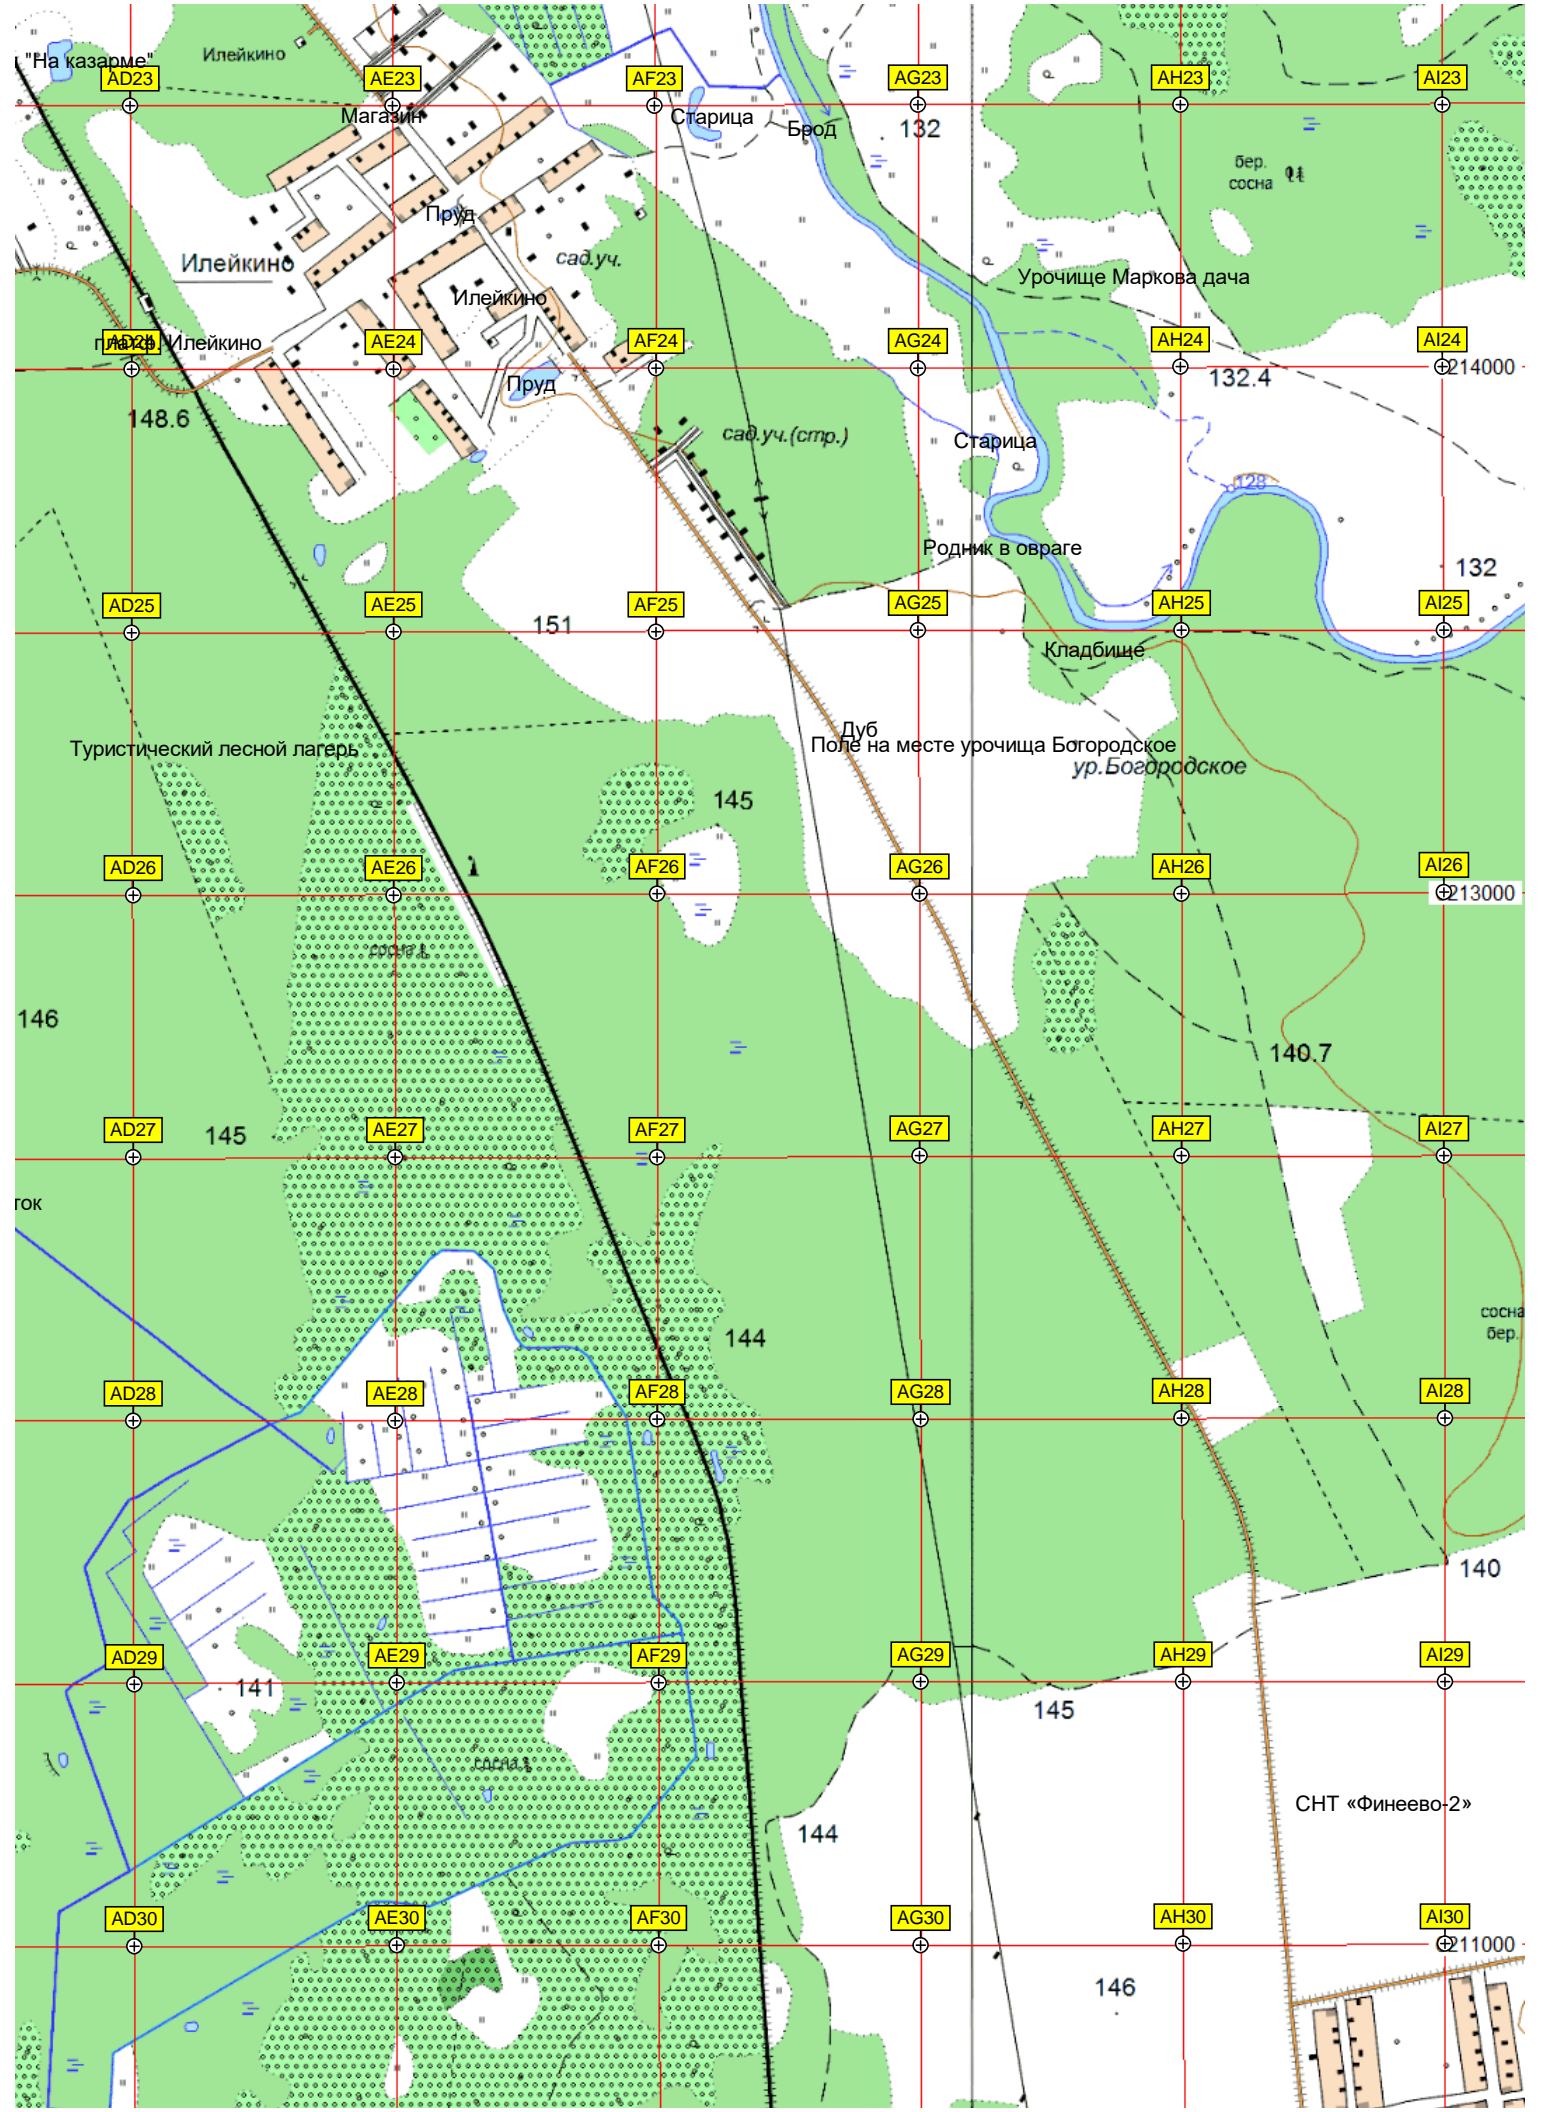 "На казарме"
Илейкино
AD23
AE23
AF23
AG23
AH23
AI23
Магазин
Старица
Брод
132
бер.
сосна
Пруд
сад.уч.
Илейкино
Урочище Маркова дача
Илейкино
платф. Илейкино
AD24
AE24
AF24
AG24
AH24
AI24
214000
132.4
Пруд
148.6
сад.уч.(стр.)
Старица
128
Родник в овраге
132
AD25
AE25
AF25
AG25
AH25
AI25
151
Кладбище
Дуб
Туристический лесной лагерь
Поле на месте урочища Богородское
ур.Богородское
145
AD26
AE26
AF26
AG26
AH26
AI26
213000
сосна
146
140.7
145
AD27
AE27
AF27
AG27
AH27
AI27
ток
сосна
бер.
144
AD28
AE28
AF28
AG28
AH28
AI28
140
AD29
AE29
AF29
AG29
AH29
AI29
141
145
сосна
СНТ «Финеево-2»
144
AD30
AE30
AF30
AG30
AH30
AI30
211000
146